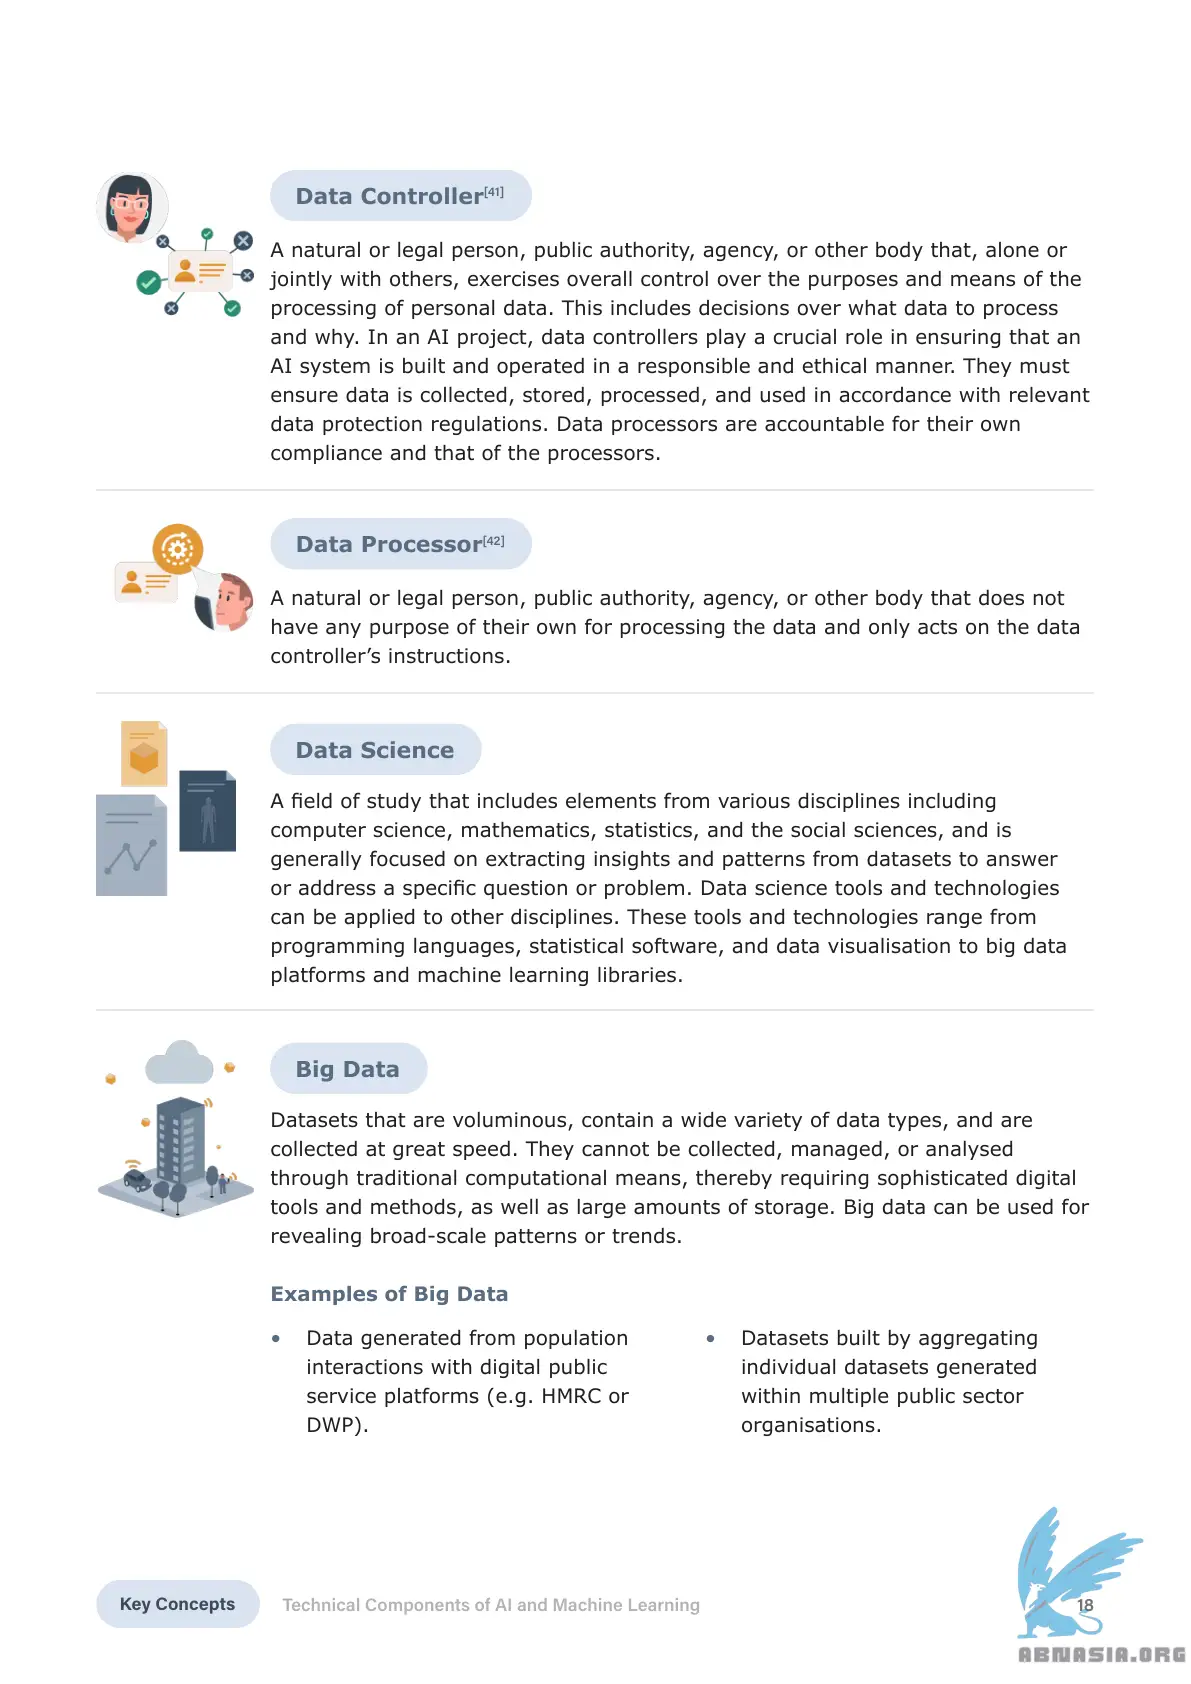 Data Controller[41]
A natural or legal person, public authority, agency, or other body that, alone or
jointly with others, exercises overall control over the purposes and means of the
processing of personal data. This includes decisions over what data to process
and why. In an AI project, data controllers play a crucial role in ensuring that an
AI system is built and operated in a responsible and ethical manner. They must
ensure data is collected, stored, processed, and used in accordance with relevant
data protection regulations. Data processors are accountable for their own
compliance and that of the processors.
Data Processor[42]
A natural or legal person, public authority, agency, or other body that does not
have any purpose of their own for processing the data and only acts on the data
controller’s instructions.
Data Science
A field of study that includes elements from various disciplines including
computer science, mathematics, statistics, and the social sciences, and is
generally focused on extracting insights and patterns from datasets to answer
or address a specific question or problem. Data science tools and technologies
can be applied to other disciplines. These tools and technologies range from
programming languages, statistical software, and data visualisation to big data
platforms and machine learning libraries.
Big Data
Datasets that are voluminous, contain a wide variety of data types, and are
collected at great speed. They cannot be collected, managed, or analysed
through traditional computational means, thereby requiring sophisticated digital
tools and methods, as well as large amounts of storage. Big data can be used for
revealing broad-scale patterns or trends.
Examples of Big Data
• Data generated from population
interactions with digital public
service platforms (e.g. HMRC or
DWP).
• Datasets built by aggregating
individual datasets generated
within multiple public sector
organisations.
Key Concepts
Technical Components of AI and Machine Learning
18
ABNASIA.ORG